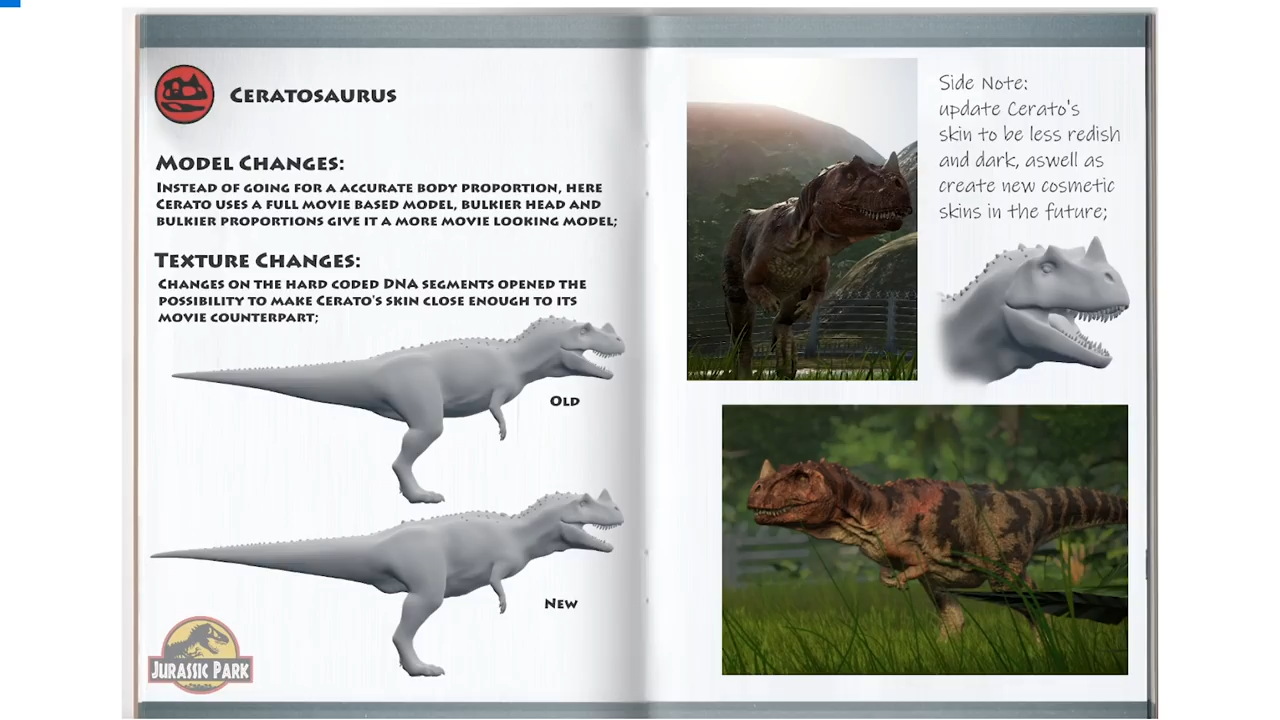 Ceratosaurus
Model Changes:
Instead of going for a accurate body proportion, here
Cerato uses a full movie based model, bulkier head and
bulkier proportions give it a more movie looking model;
Texture Changes:
Changes on the hard coded DNA segments opened the
possibility to make Cerato's skin close enough to its
movie counterpart;
Old
New
Jurassic Park
Side Note:
update Cerato's
skin to be less redish
and dark, aswell as
create new cosmetic
skins in the future;